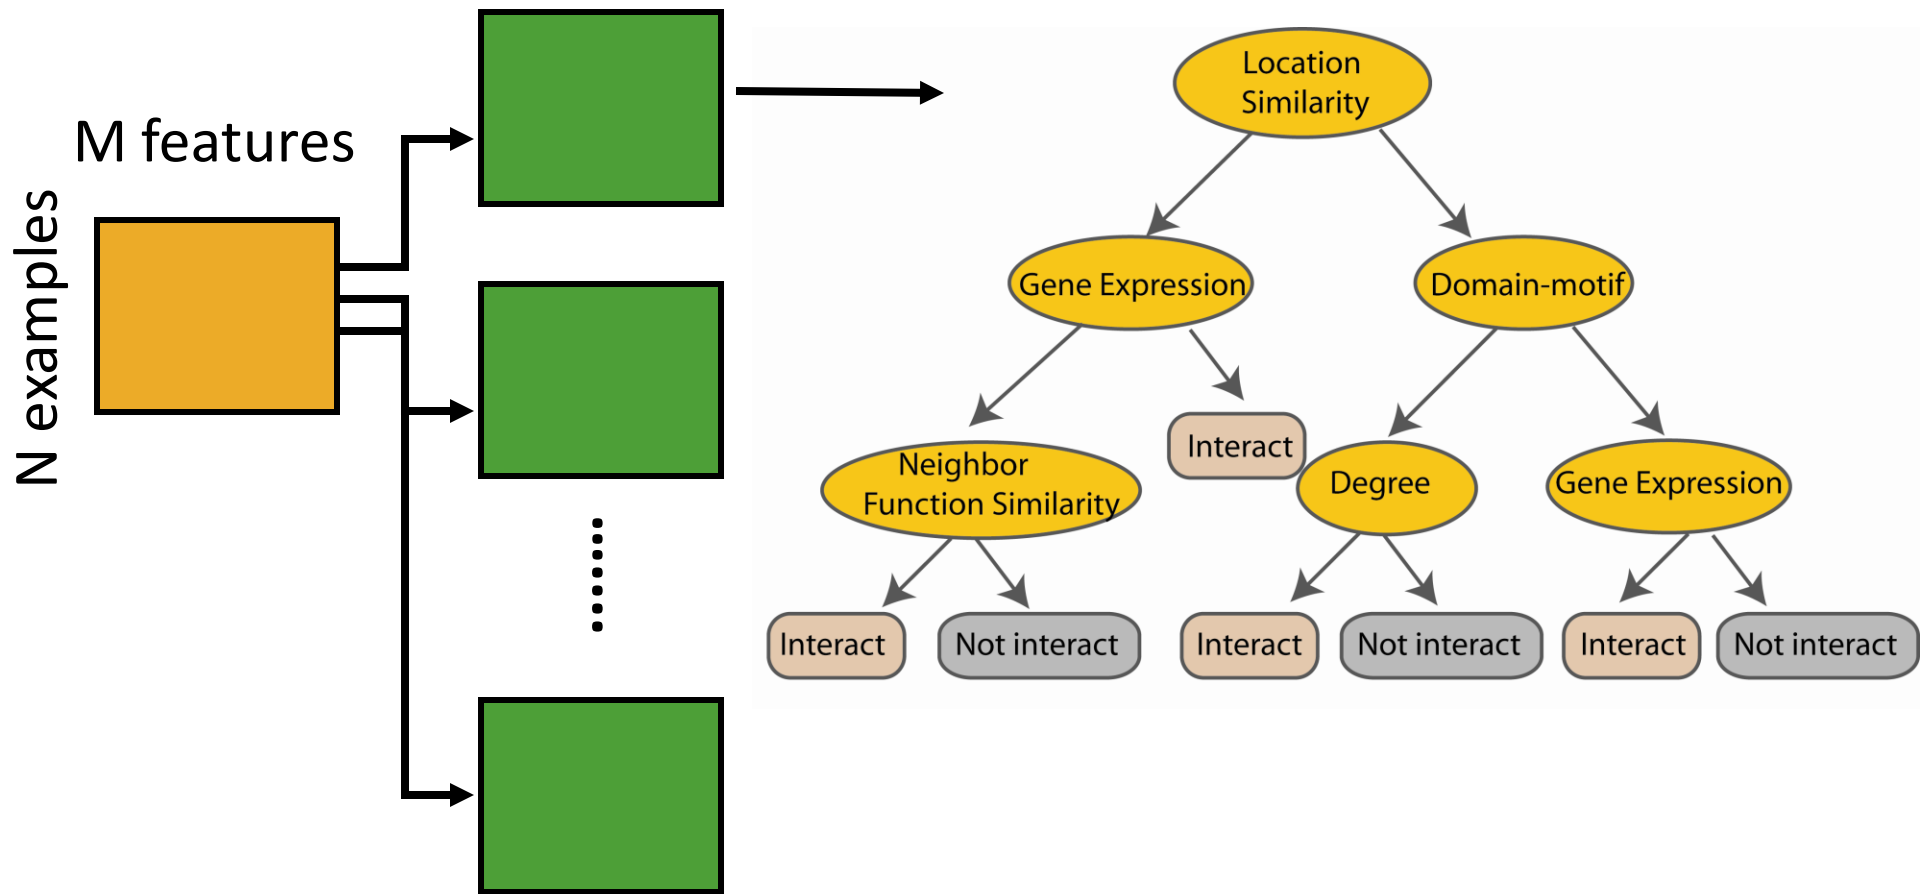 M features
N examples
Location
Similarity
Gene Expression
Domain-motif
Interact
Neighbor
Function Similarity
Degree
Gene Expression
Interact
Not interact
Interact
Not interact
Interact
Not interact